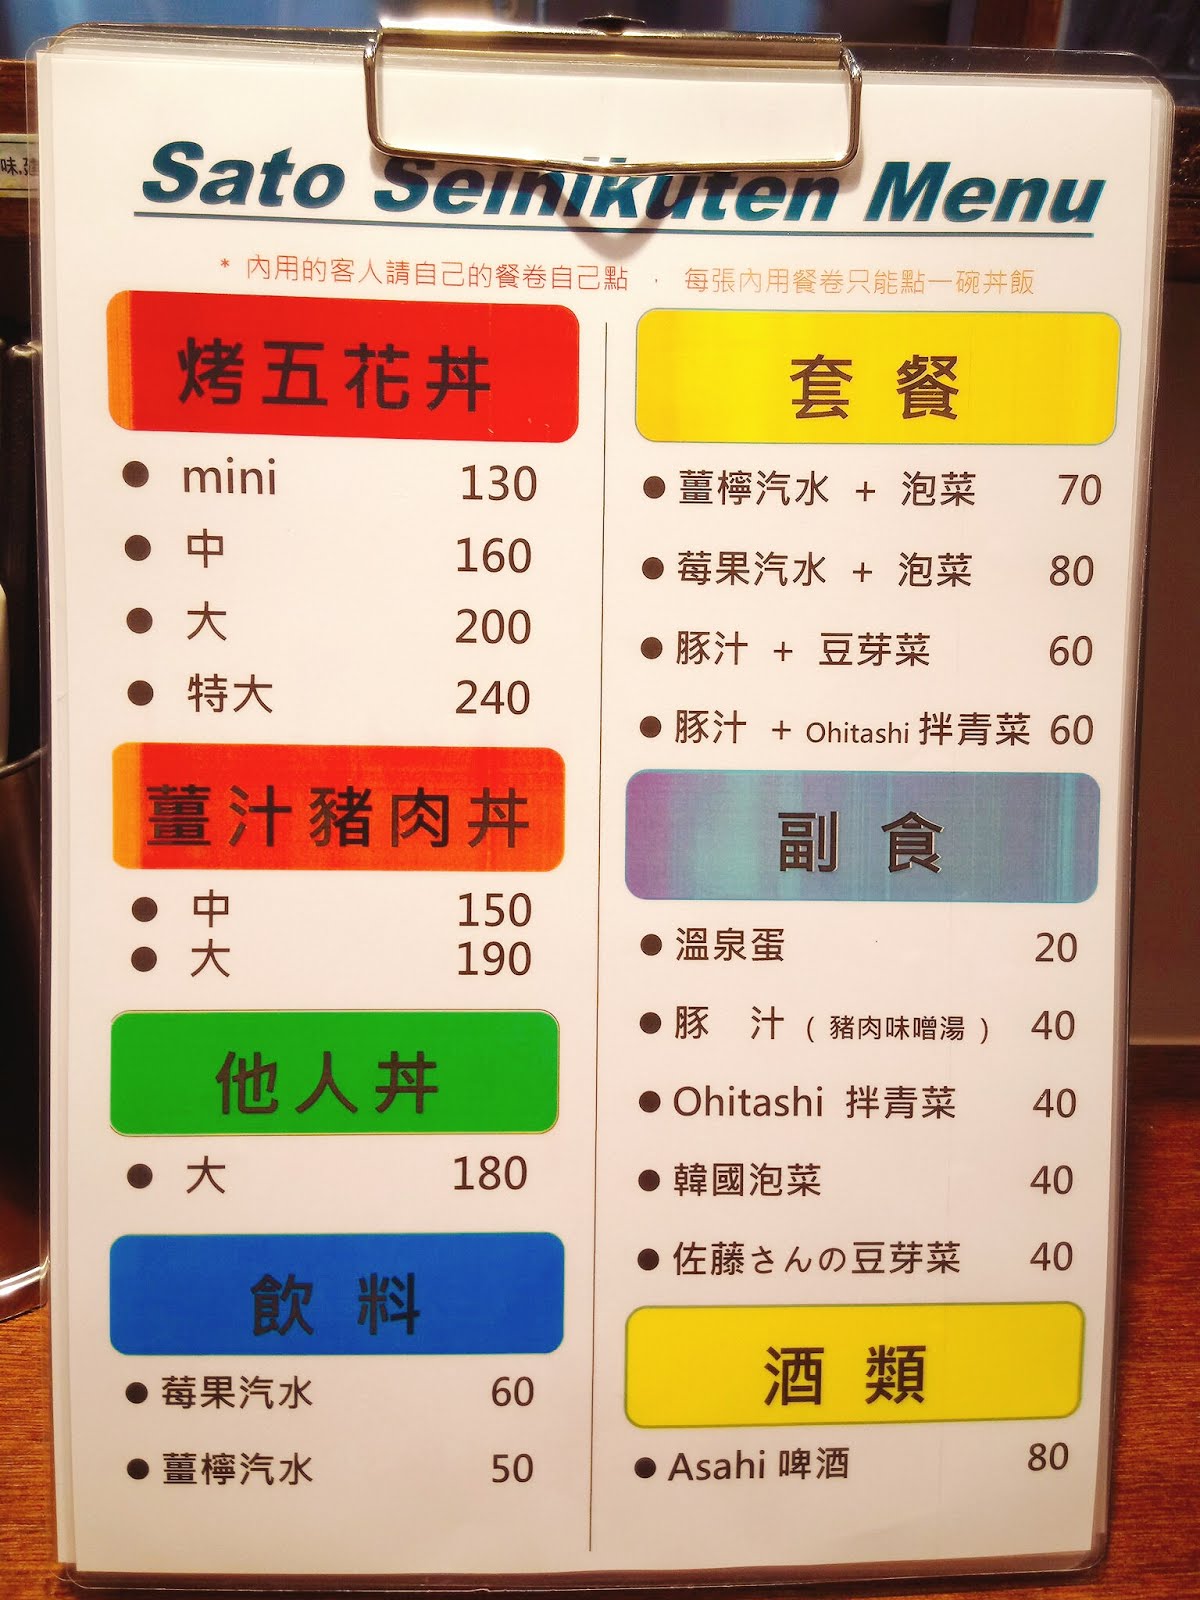 Sato Seinikuten Menu
* 內用的客人請自己的餐卷自己點 ， 每張內用餐卷只能點一碗丼飯
烤五花丼
● mini 130
● 中 160
● 大 200
● 特大 240
薑汁豬肉丼
● 中 150
● 大 190
他人丼
● 大 180
飲料
● 莓果汽水 60
● 薑檸汽水 50
套餐
● 薑檸汽水 + 泡菜 70
● 莓果汽水 + 泡菜 80
● 豚汁 + 豆芽菜 60
● 豚汁 + Ohitashi 拌青菜 60
副食
● 溫泉蛋 20
● 豚 汁 ( 豬肉味噌湯 ) 40
● Ohitashi 拌青菜 40
● 韓國泡菜 40
● 佐藤さんの豆芽菜 40
酒類
● Asahi 啤酒 80